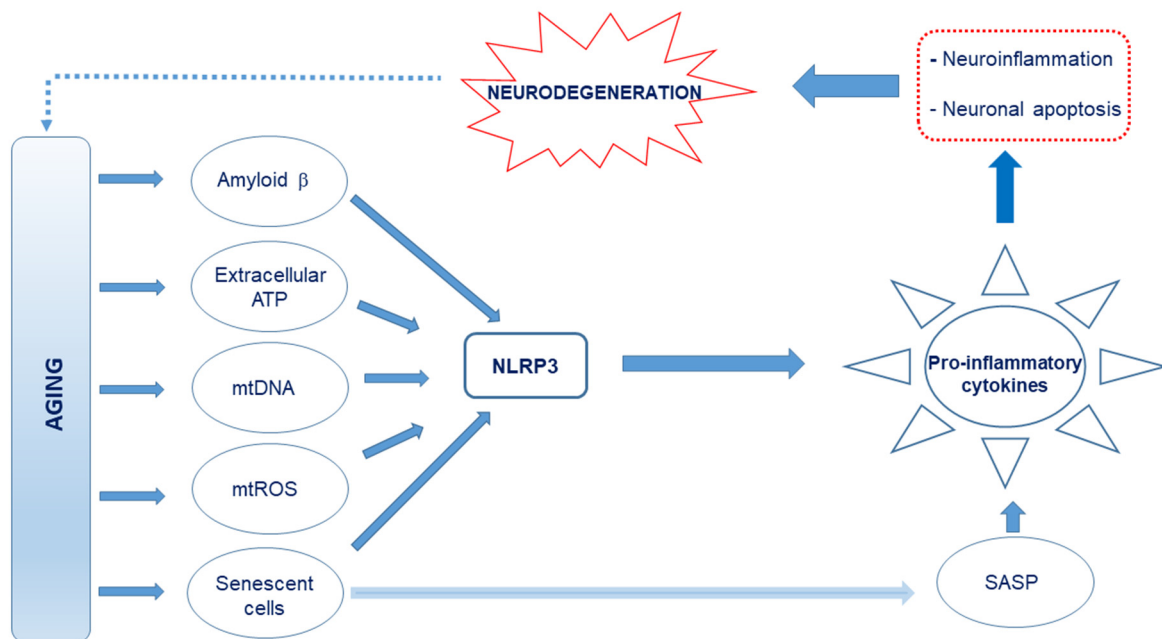 NEURODEGENERATION
- Neuroinflammation
- Neuronal apoptosis
AGING
Amyloid β
Extracellular
ATP
mtDNA
mtROS
Senescent
cells
NLRP3
Pro-inflammatory
cytokines
SASP